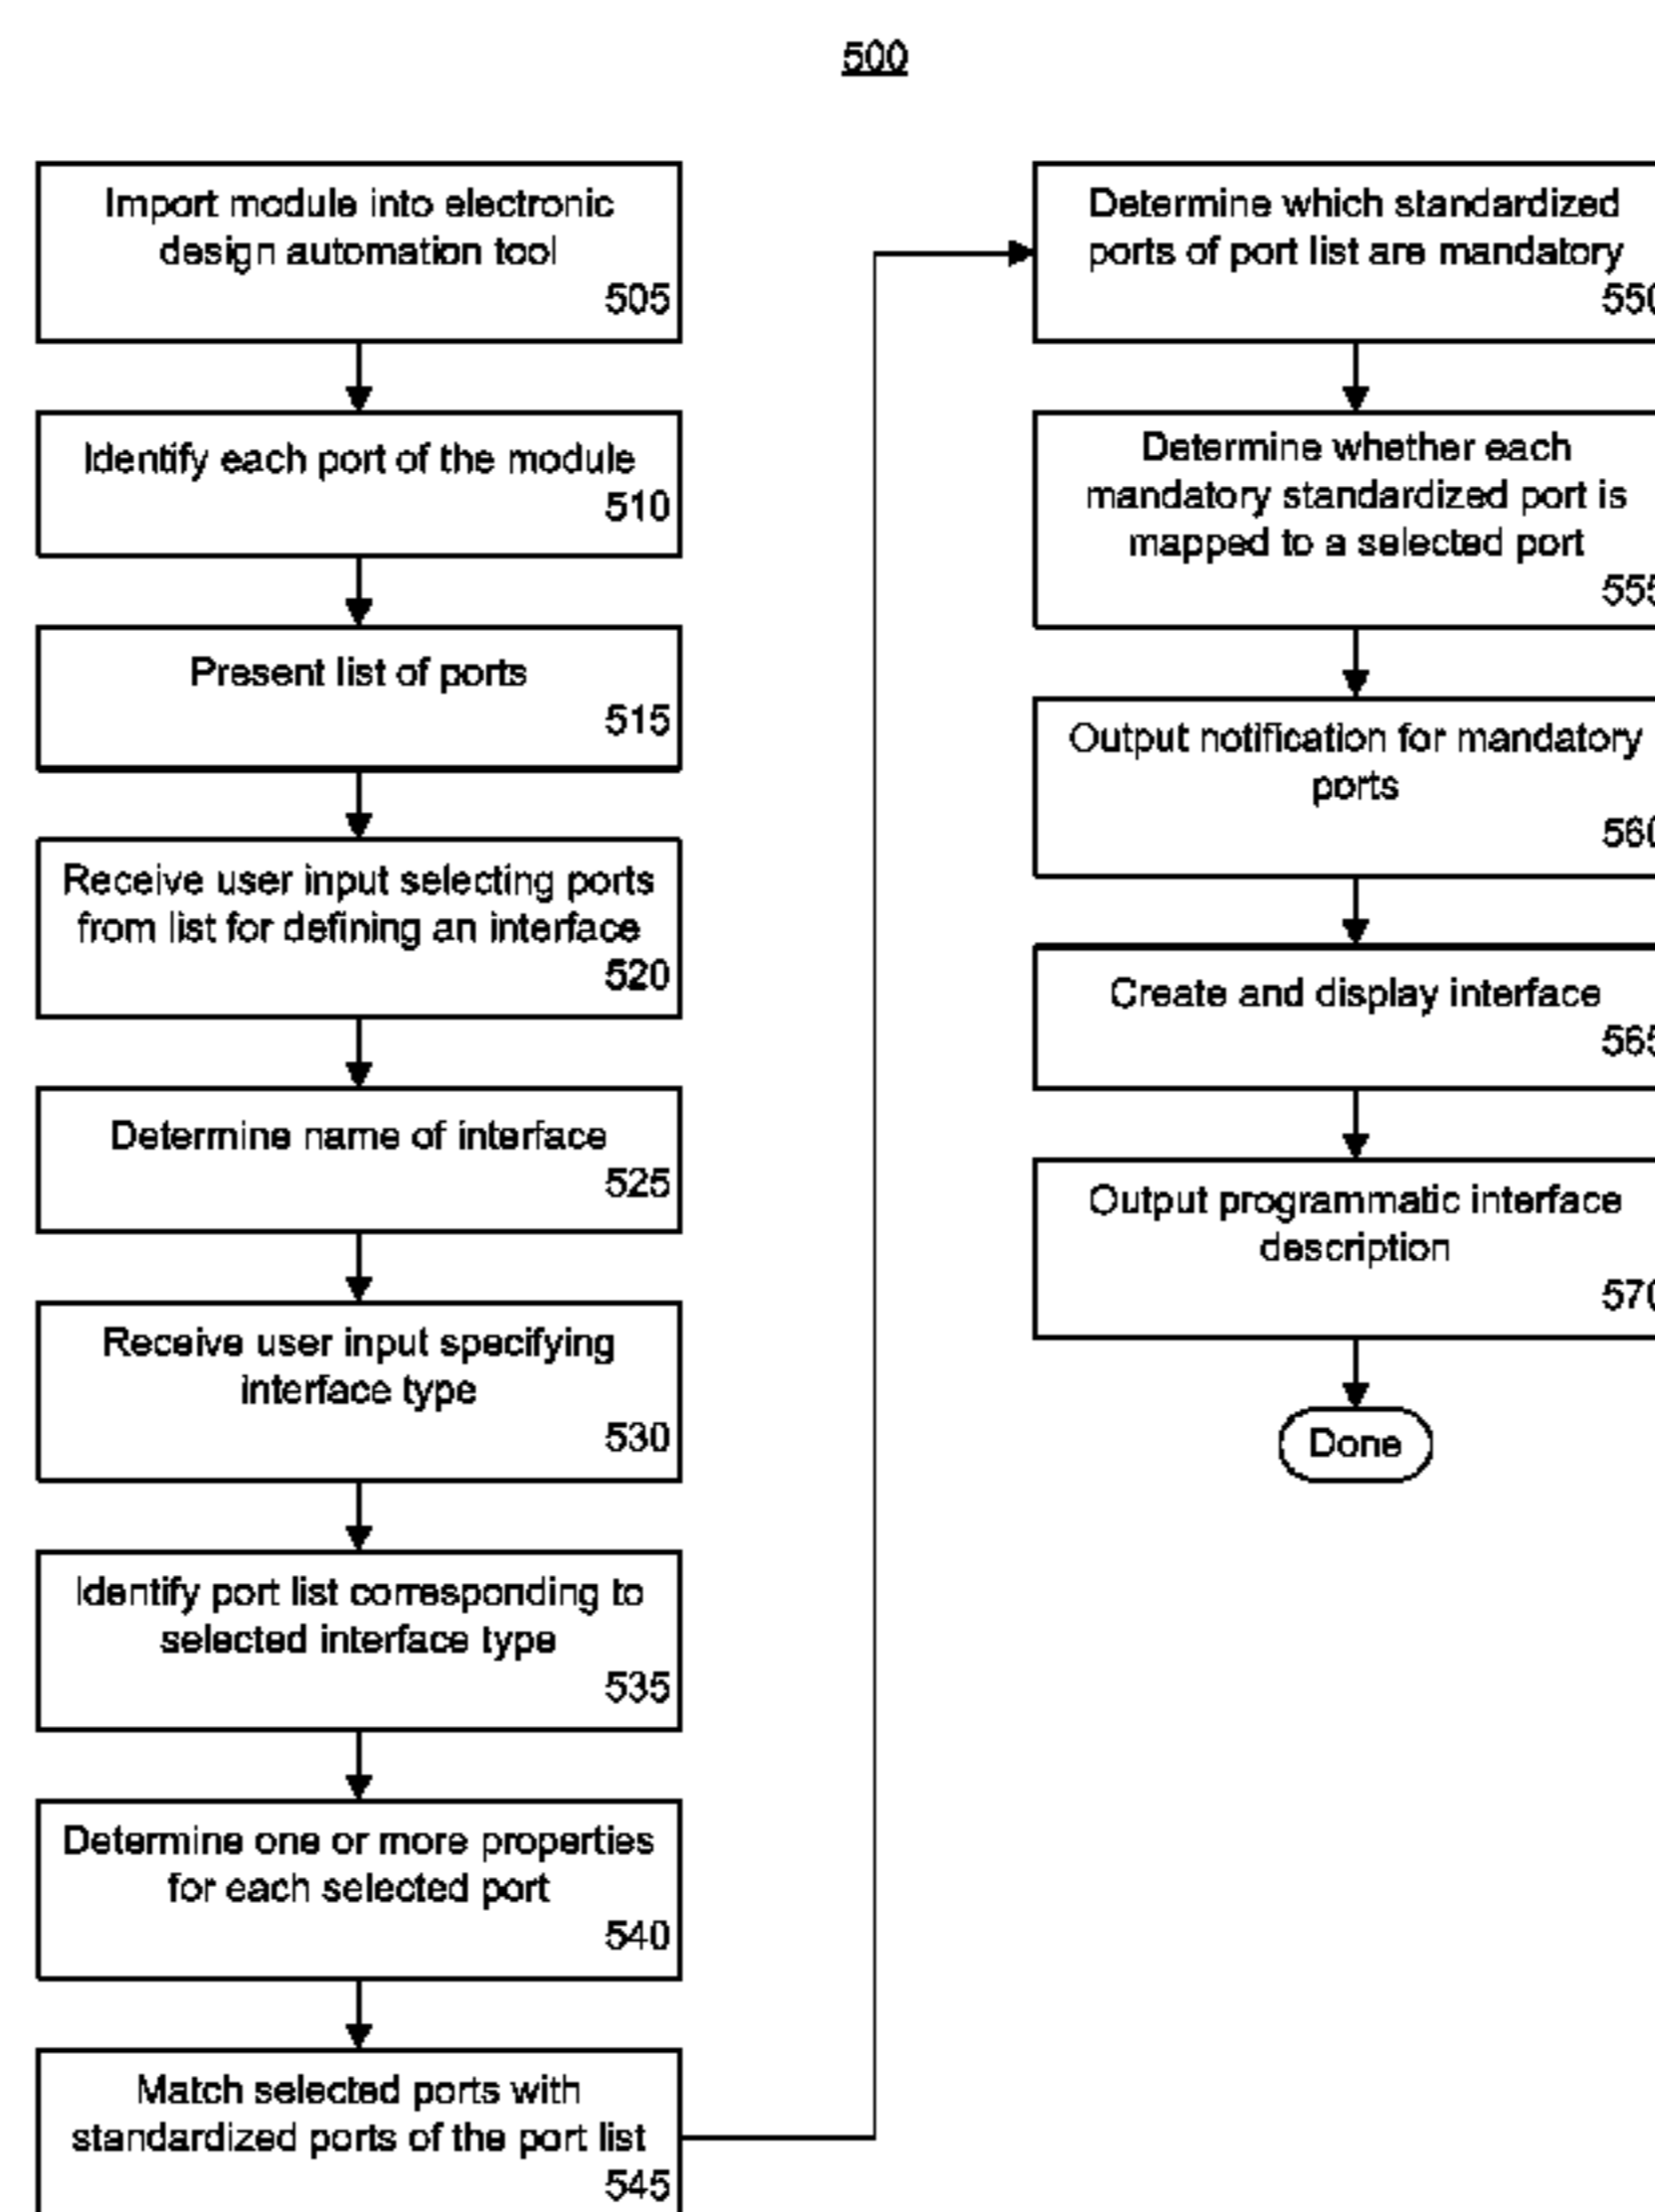 500
Import module into electronic
design automation tool
505
Identify each port of the module
510
Present list of ports
515
Receive user input selecting ports
from list for defining an interface
520
Determine name of interface
525
Receive user input specifying
interface type
530
Identify port list corresponding to
selected interface type
535
Determine one or more properties
for each selected port
540
Match selected ports with
standardized ports of the port list
545
Determine which standardized
ports of port list are mandatory
550
Determine whether each
mandatory standardized port is
mapped to a selected port
555
Output notification for mandatory
ports
560
Create and display interface
565
Output programmatic interface
description
570
Done